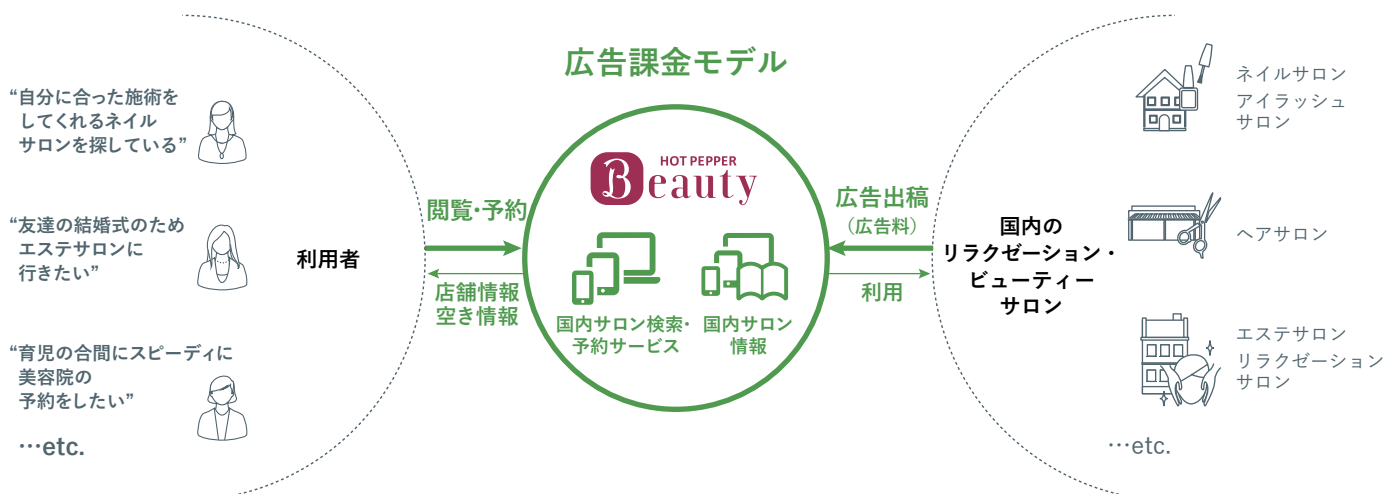 広告課金モデル
“自分に合った施術を
してくれるネイル
サロンを探している”
“友達の結婚式のため
エステサロンに
行きたい”
“育児の合間にスピーディに
美容院の
予約をしたい”
…etc.
利用者
閲覧・予約
店舗情報
空き情報
HOT PEPPER
Beauty
国内サロン検索・
予約サービス
国内サロン
情報
広告出稿
（広告料）
利用
国内の
リラクゼーション・
ビューティー
サロン
ネイルサロン
アイラッシュ
サロン
ヘアサロン
エステサロン
リラクゼーション
サロン
…etc.